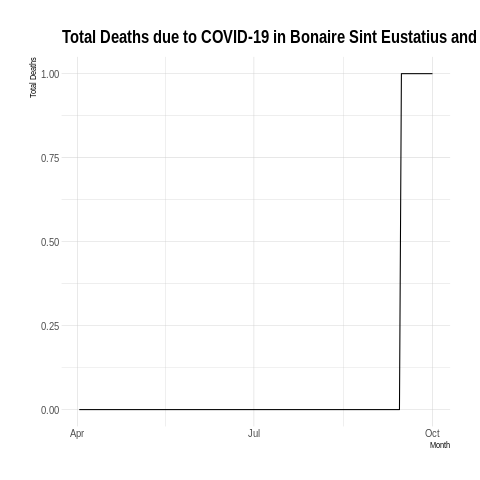 Total Deaths due to COVID-19 in Bonaire Sint Eustatius and
Total Deaths
1.00
0.75
0.50
0.25
0.00
Apr
Jul
Oct
Month